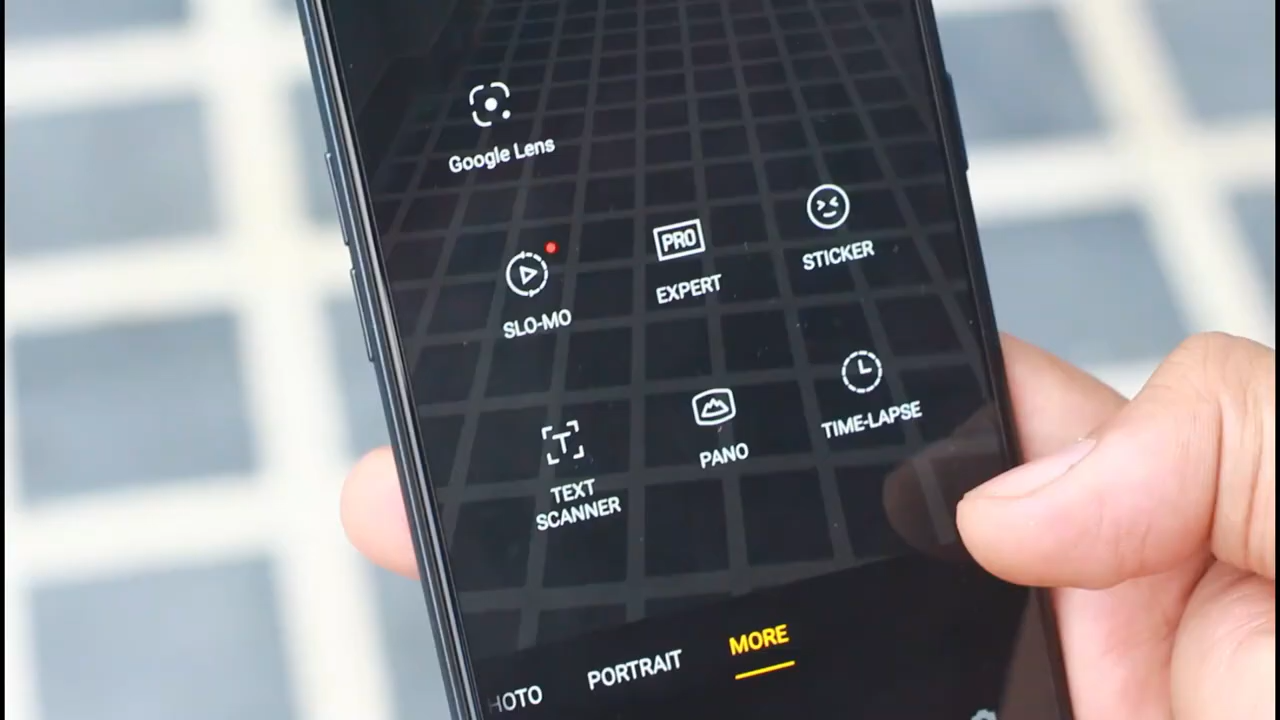 Google Lens
SLO-MO
PRO
EXPERT
STICKER
T
TEXT
SCANNER
PANO
TIME-LAPSE
HOTO
PORTRAIT
MORE